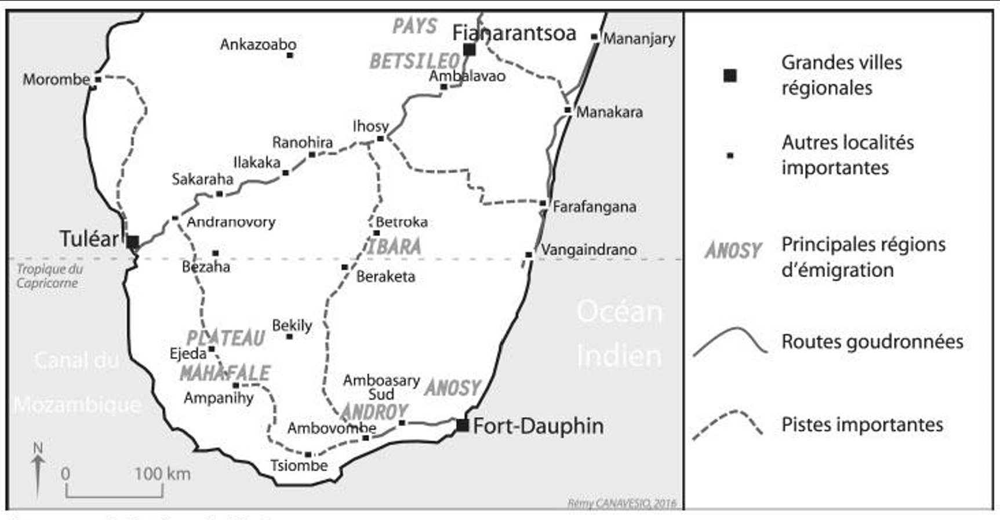 PAYS
Fianarantsoa
Mananjary
Ankazoabo
BETSILEO
Ambalavao
Morombe
Manakara
Ihosy
Ranohira
Ilakaka
Sakaraha
Farafangana
Andranovory
Betroka
Tuléar
IBARA
Vangaindrano
Tropique du
Capricorne
Bezaha
Beraketa
Océan
Indien
Bekily
PLATEAU
Ejeda
MAHAFALE
Canal du
Mozambique
Ampanihy
Amboasary
Sud
ANOSY
ANDROY
Ambovombe
Fort-Dauphin
Tsiombe
N
0 100 km
Rémy CANAVESIO, 2016
Grandes villes
régionales
Autres localités
importantes
ANOSY
Principales régions
d'émigration
Routes goudronnées
Pistes importantes